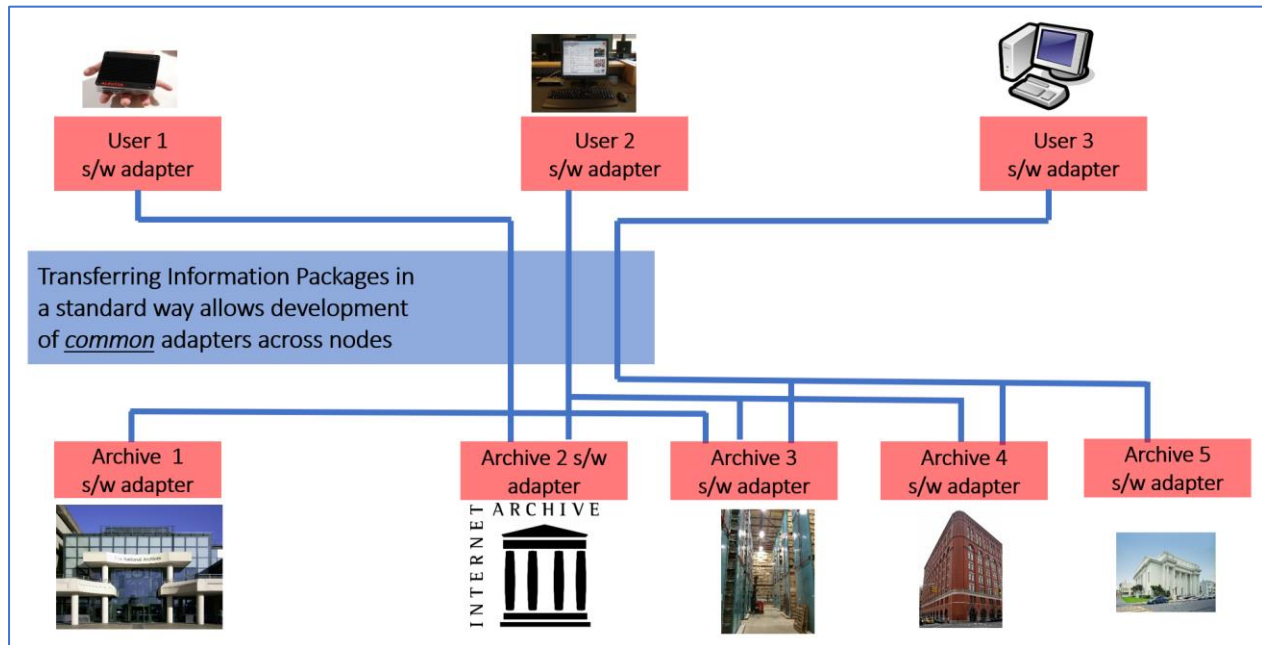 User 1
s/w adapter
User 2
s/w adapter
User 3
s/w adapter
Transferring Information Packages in
a standard way allows development
of common adapters across nodes
Archive 1
s/w adapter
Archive 2 s/w
adapter
Archive 3
s/w adapter
Archive 4
s/w adapter
Archive 5
s/w adapter
INTERNET
ARCHIVE